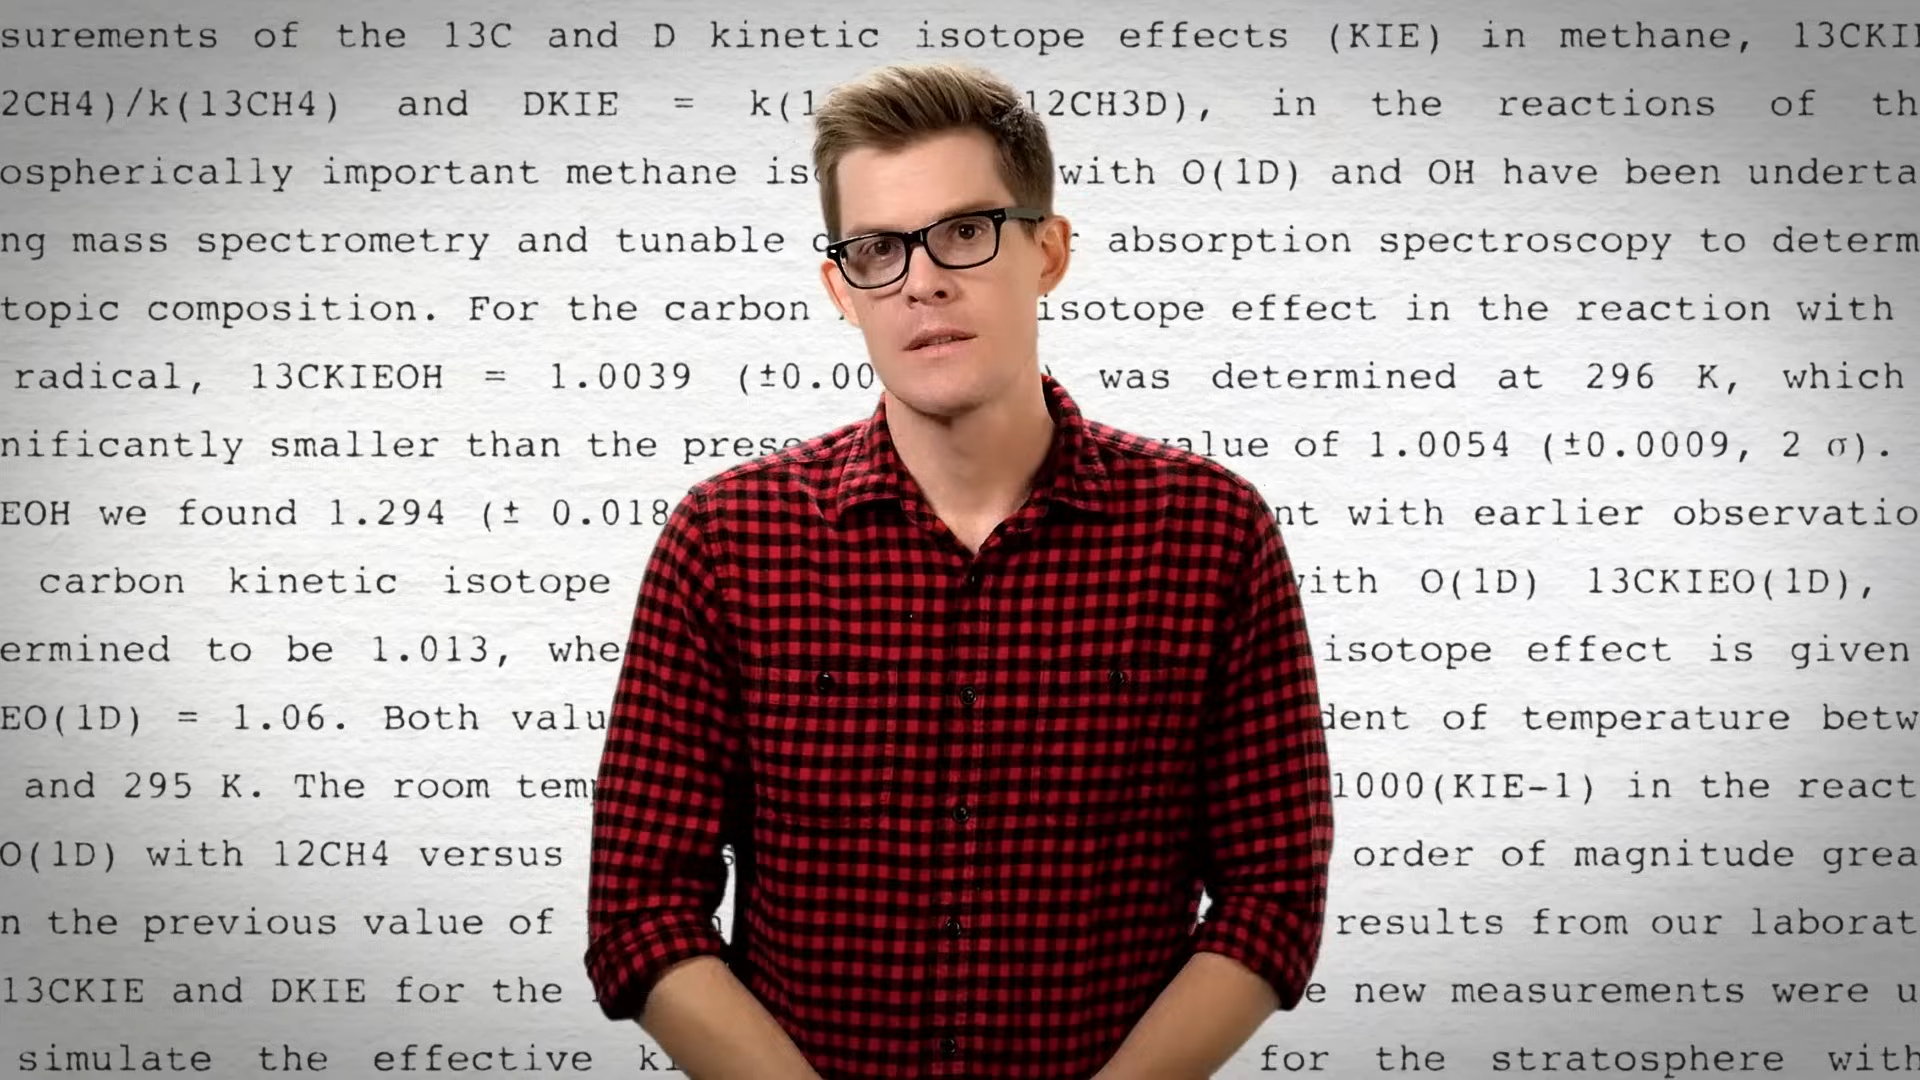 surements of the 13C and D kinetic isotope effects (KIE) in methane, 13CKI
2CH4)/k(13CH4) and DKIE = k(1 12CH3D), in the reactions of th
ospherically important methane is with O(1D) and OH have been underta
ng mass spectrometry and tunable absorption spectroscopy to determ
topic composition. For the carbon isotope effect in the reaction with
radical, 13CKIEOH = 1.0039 (±0.00 ) was determined at 296 K, which
nificantly smaller than the prese alue of 1.0054 (±0.0009, 2 σ).
EOH we found 1.294 (± 0.018 nt with earlier observatio
carbon kinetic isotope with O(1D) 13CKIEO(1D),
ermined to be 1.013, whe isotope effect is given
EO(1D) = 1.06. Both valu dent of temperature betw
and 295 K. The room temp 1000(KIE-1) in the react
O(1D) with 12CH4 versus order of magnitude grea
n the previous value of results from our laborat
13CKIE and DKIE for the e new measurements were u
simulate the effective k for the stratosphere with